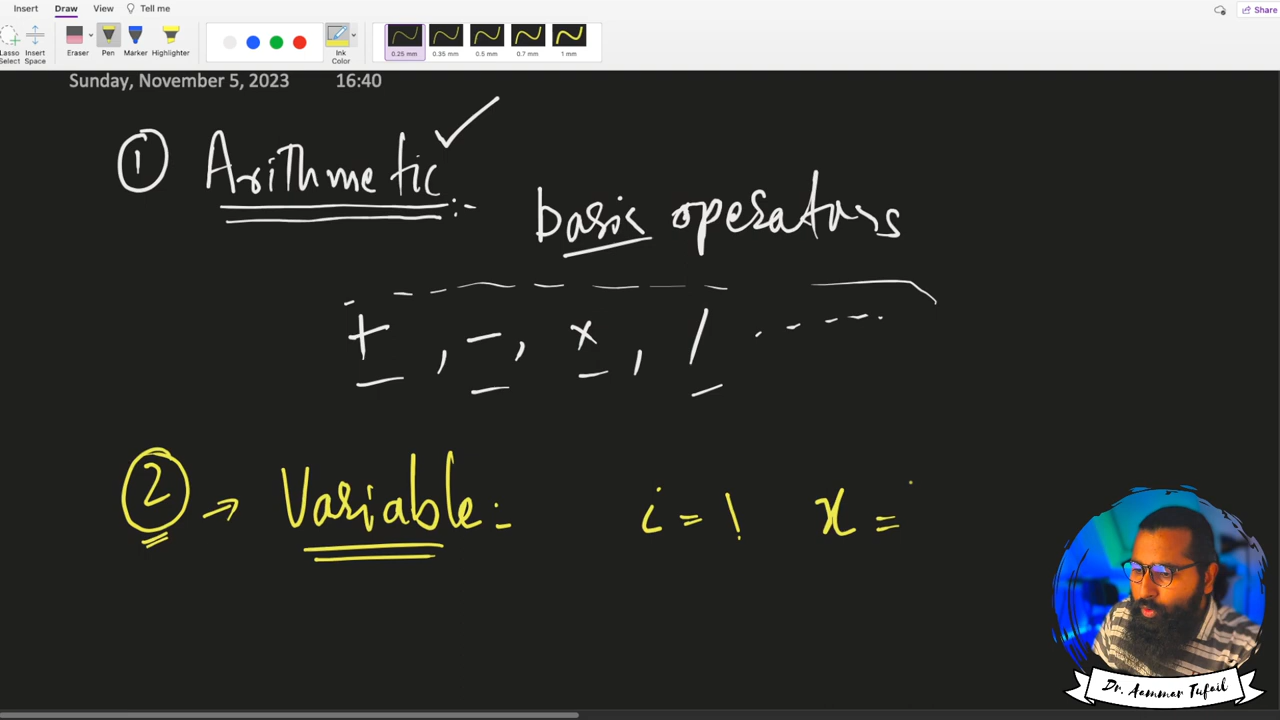 Insert Draw View Tell me Share
Lasso Select Insert Space Eraser Pen Marker Highlighter Ink Color 0.25 mm 0.35 mm 0.5 mm 0.7 mm 1 mm
Sunday, November 5, 2023 16:40
① Arithmetic :-
basic operators
+ , - , × , / ......
② → Variable :- i = 1 x =
Dr. Aammar Tufail